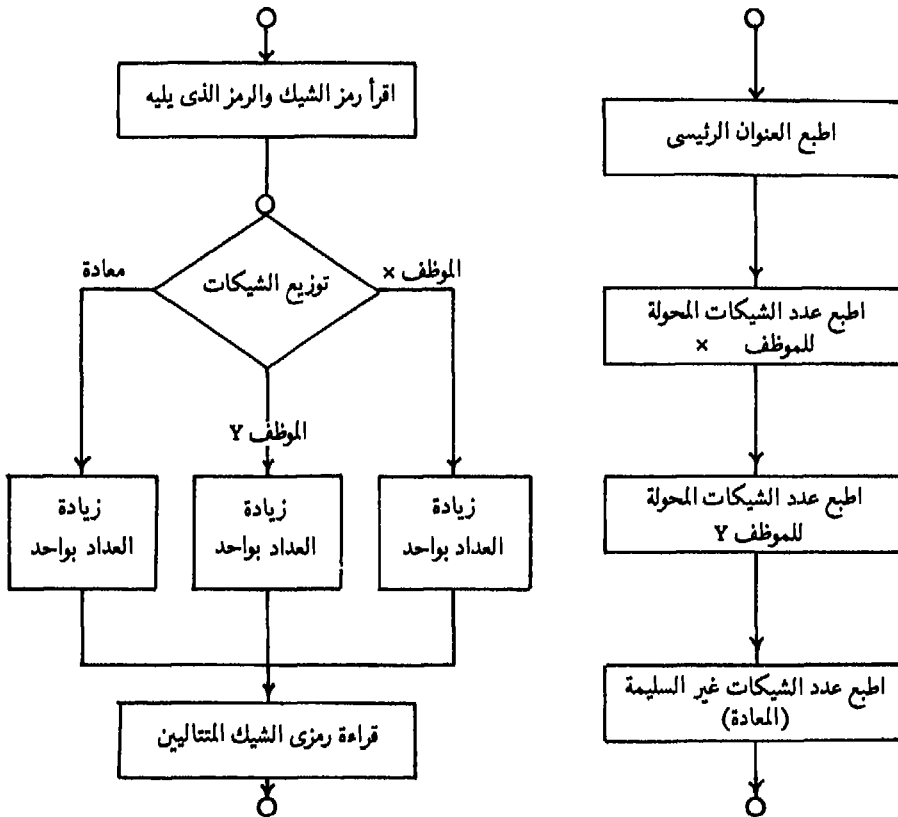 اقرأ رمز الشيك والرمز الذى يليه
توزيع الشيكات
الموظف ×
معادة
الموظف Y
زيادة
العداد بواحد
زيادة
العداد بواحد
زيادة
العداد بواحد
قراءة رمزى الشيك المتتاليين
اطبع العنوان الرئيسى
اطبع عدد الشيكات المحولة
للموظف ×
اطبع عدد الشيكات المحولة
للموظف Y
اطبع عدد الشيكات غير السليمة
(المعادة)